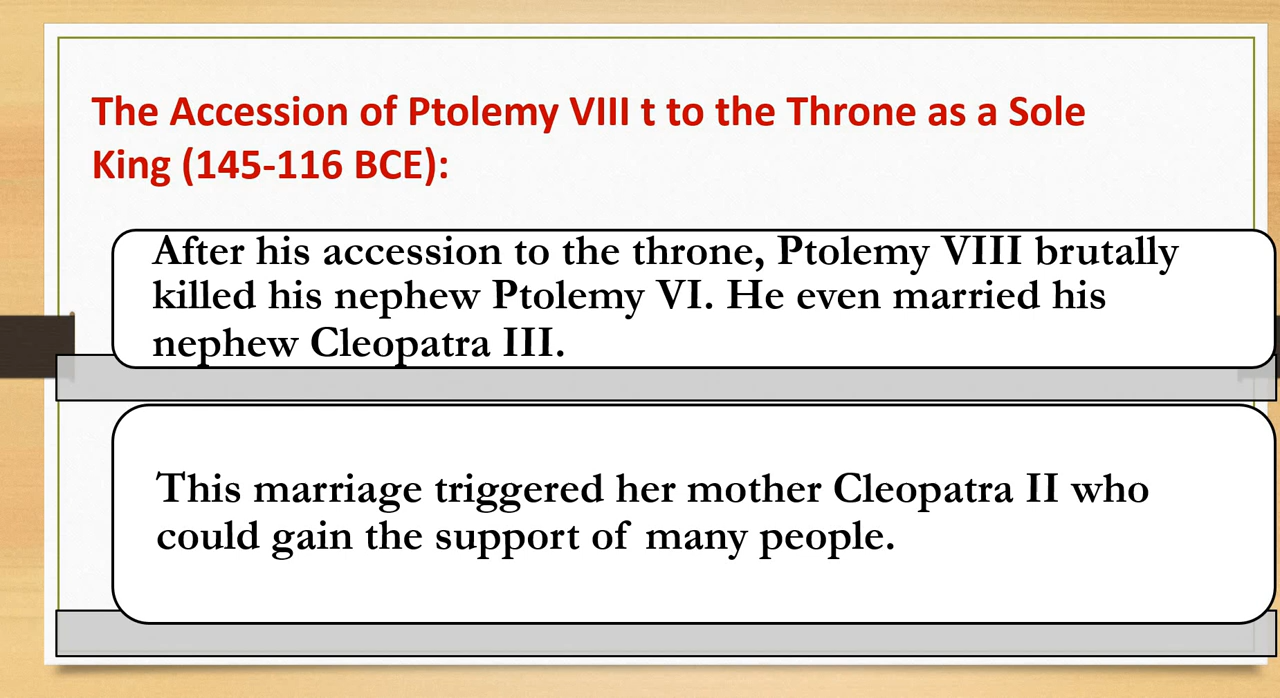 The Accession of Ptolemy VIII t to the Throne as a Sole
King (145-116 BCE):
After his accession to the throne, Ptolemy VIII brutally
killed his nephew Ptolemy VI. He even married his
nephew Cleopatra III.
This marriage triggered her mother Cleopatra II who
could gain the support of many people.